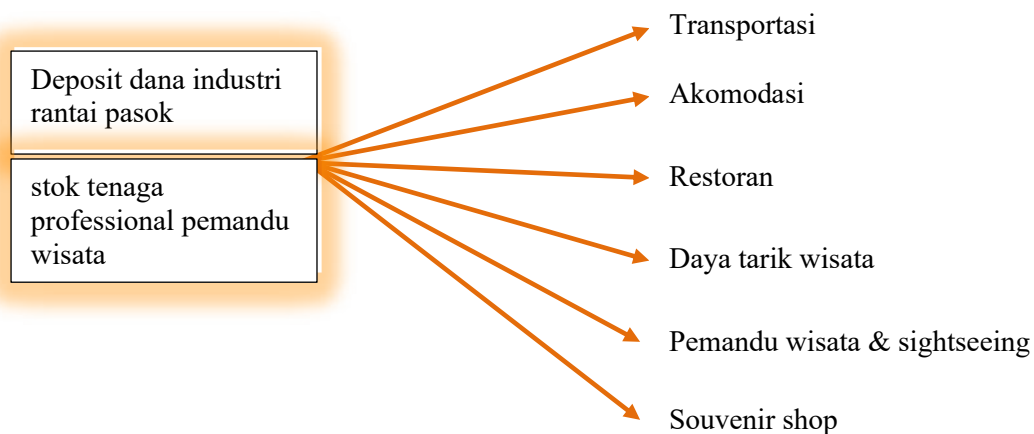 Deposit dana industri
rantai pasok
stok tenaga
professional pemandu
wisata
Transportasi
Akomodasi
Restoran
Daya tarik wisata
Pemandu wisata & sightseeing
Souvenir shop